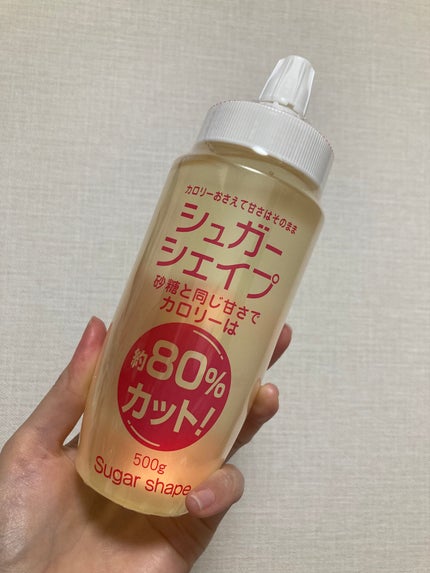 カロリーおさえて甘さはそのまま
シュガー
シェイプ
砂糖と同じ甘さで
カロリーは
約80%
カット!
500g
Sugar shape